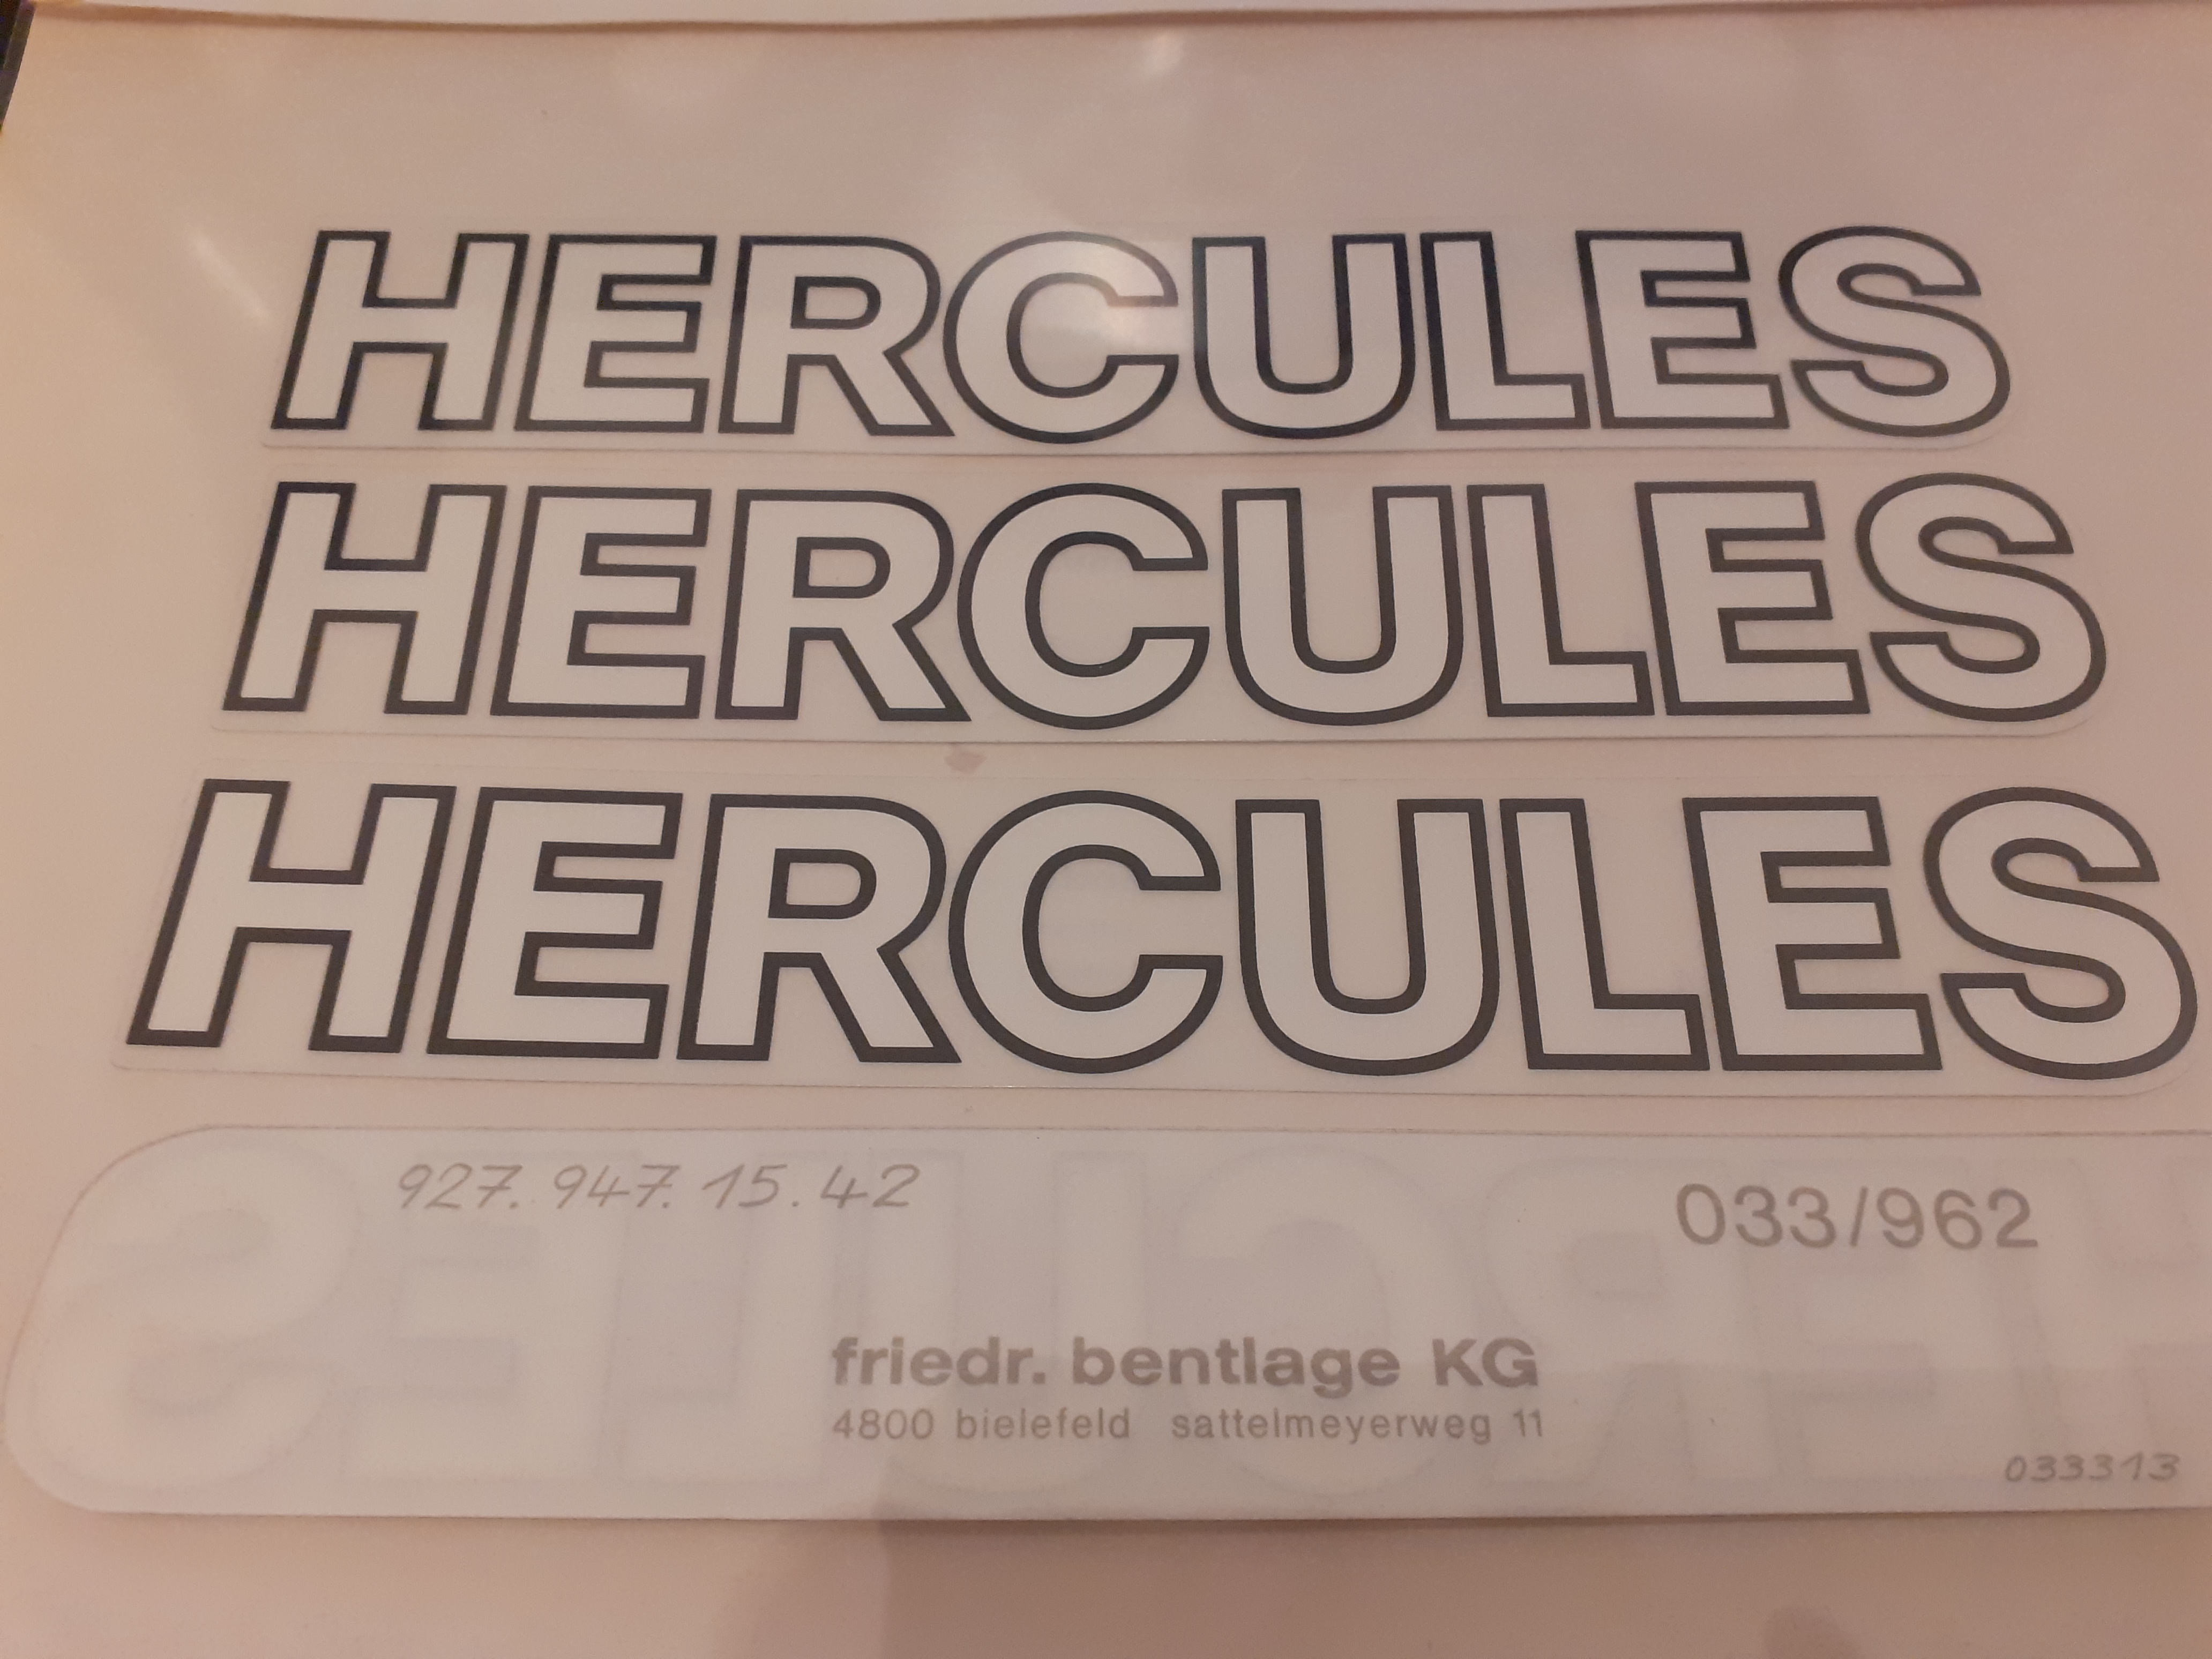 HERCULES
HERCULES
HERCULES
927.947.15.42
033/962
friedr. bentlage KG
4800 bielefeld sattelmeyerweg 11
033313